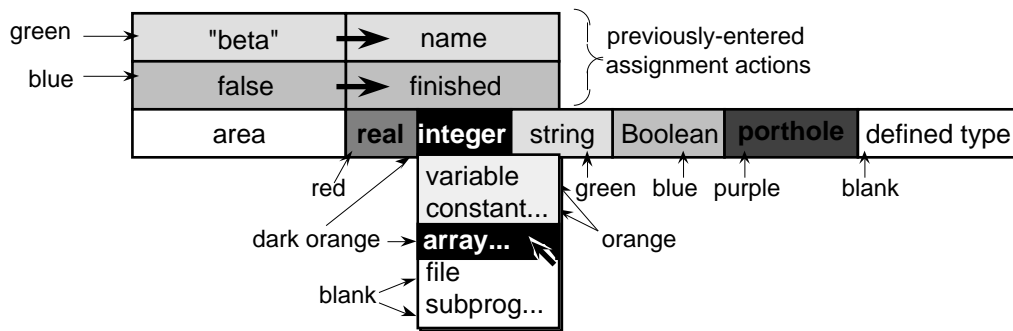 green
"beta"
name
previously-entered
assignment actions
blue
false
finished
area
real
integer
string
Boolean
porthole
defined type
red
variable
green
blue
purple
blank
constant...
dark orange
array...
orange
file
blank
subprog...